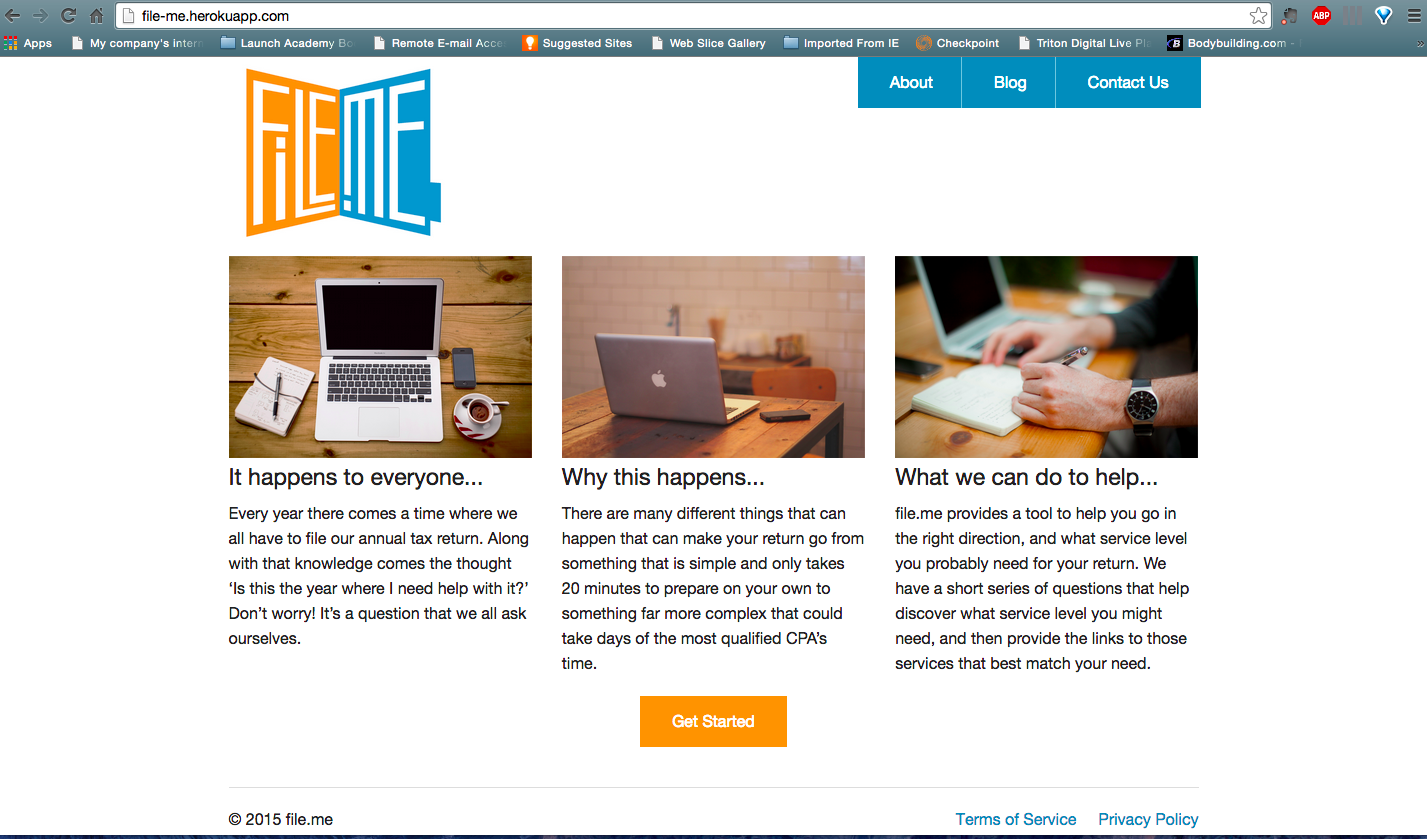 file-me.herokuapp.com
ABP
Apps My company's intern Launch Academy Remote E-mail Acce Suggested Sites Web Slice Gallery Imported From IE Checkpoint Triton Digital Live Bodybuilding.com -
»
About Blog Contact Us
FiLE.ME
It happens to everyone...
Every year there comes a time where we
all have to file our annual tax return. Along
with that knowledge comes the thought
‘Is this the year where I need help with it?’
Don’t worry! It’s a question that we all ask
ourselves.
Why this happens...
There are many different things that can
happen that can make your return go from
something that is simple and only takes
20 minutes to prepare on your own to
something far more complex that could
take days of the most qualified CPA’s
time.
What we can do to help...
file.me provides a tool to help you go in
the right direction, and what service level
you probably need for your return. We
have a short series of questions that help
discover what service level you might
need, and then provide the links to those
services that best match your need.
Get Started
© 2015 file.me
Terms of Service Privacy Policy